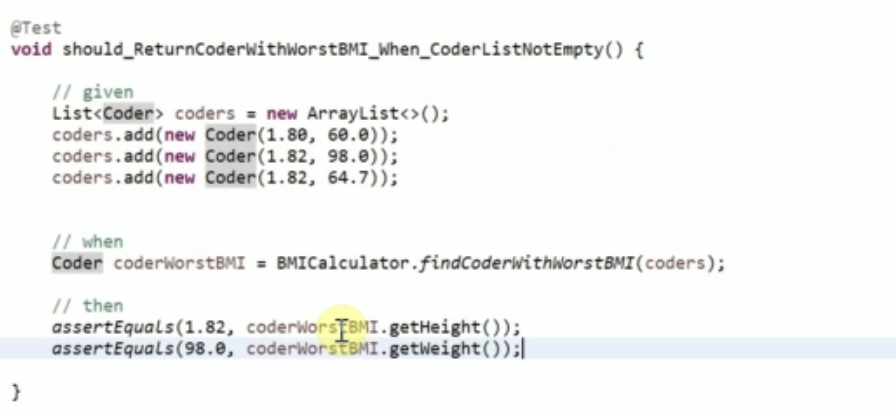 @Test
void should_ReturnCoderWithWorstBMI_When_CoderListNotEmpty() {
// given
List<Coder> coders = new ArrayList<>();
coders.add(new Coder(1.80, 60.0));
coders.add(new Coder(1.82, 98.0));
coders.add(new Coder(1.82, 64.7));
// when
Coder coderWorstBMI = BMICalculator.findCoderWithWorstBMI(coders);
// then
assertEquals(1.82, coderWorstBMI.getHeight());
assertEquals(98.0, coderWorstBMI.getWeight());
}